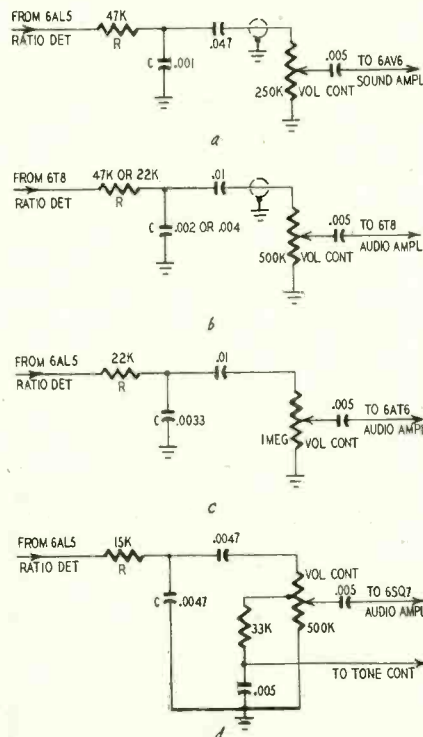 FROM 6AL5
RATIO DET
47K
R
C .001
.047
250K
VOL CONT
.005
TO 6AV6
SOUND AMPL
a
FROM 6T8
RATIO DET
47K OR 22K
R
C .002 OR .004
.01
500K
VOL CONT
.005
TO 6T8
AUDIO AMPL
b
FROM 6AL5
RATIO DET
22K
R
C .0033
.01
1 MEG
VOL CONT
.005
TO 6AT6
AUDIO AMPL
c
FROM 6AL5
RATIO DET
15K
R
C .0047
.0047
VOL CONT
500K
33K
.005
.005
TO 6SQ7
AUDIO AMPL
TO TONE CONT
d